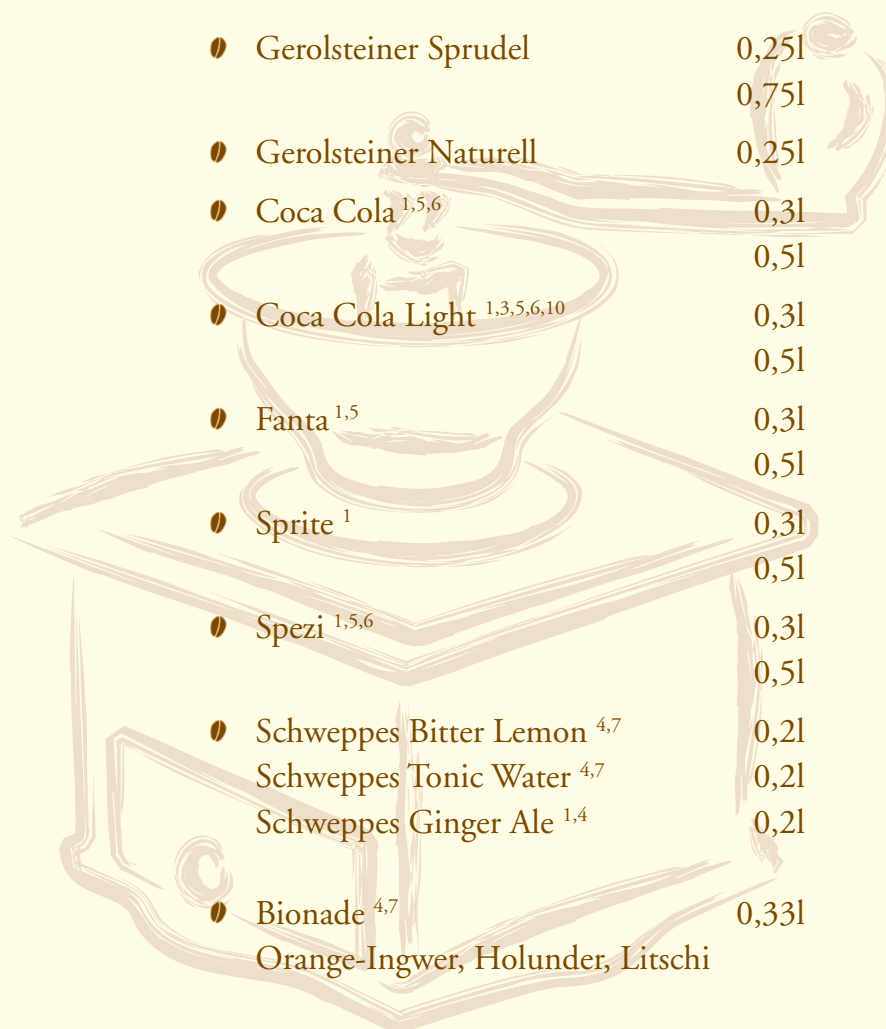 Gerolsteiner Sprudel 0,25l
0,75l
Gerolsteiner Naturell 0,25l
Coca Cola 1,5,6 0,3l
0,5l
Coca Cola Light 1,3,5,6,10 0,3l
0,5l
Fanta 1,5 0,3l
0,5l
Sprite 1 0,3l
0,5l
Spezi 1,5,6 0,3l
0,5l
Schweppes Bitter Lemon 4,7 0,2l
Schweppes Tonic Water 4,7 0,2l
Schweppes Ginger Ale 1,4 0,2l
Bionade 4,7 0,33l
Orange-Ingwer, Holunder, Litschi